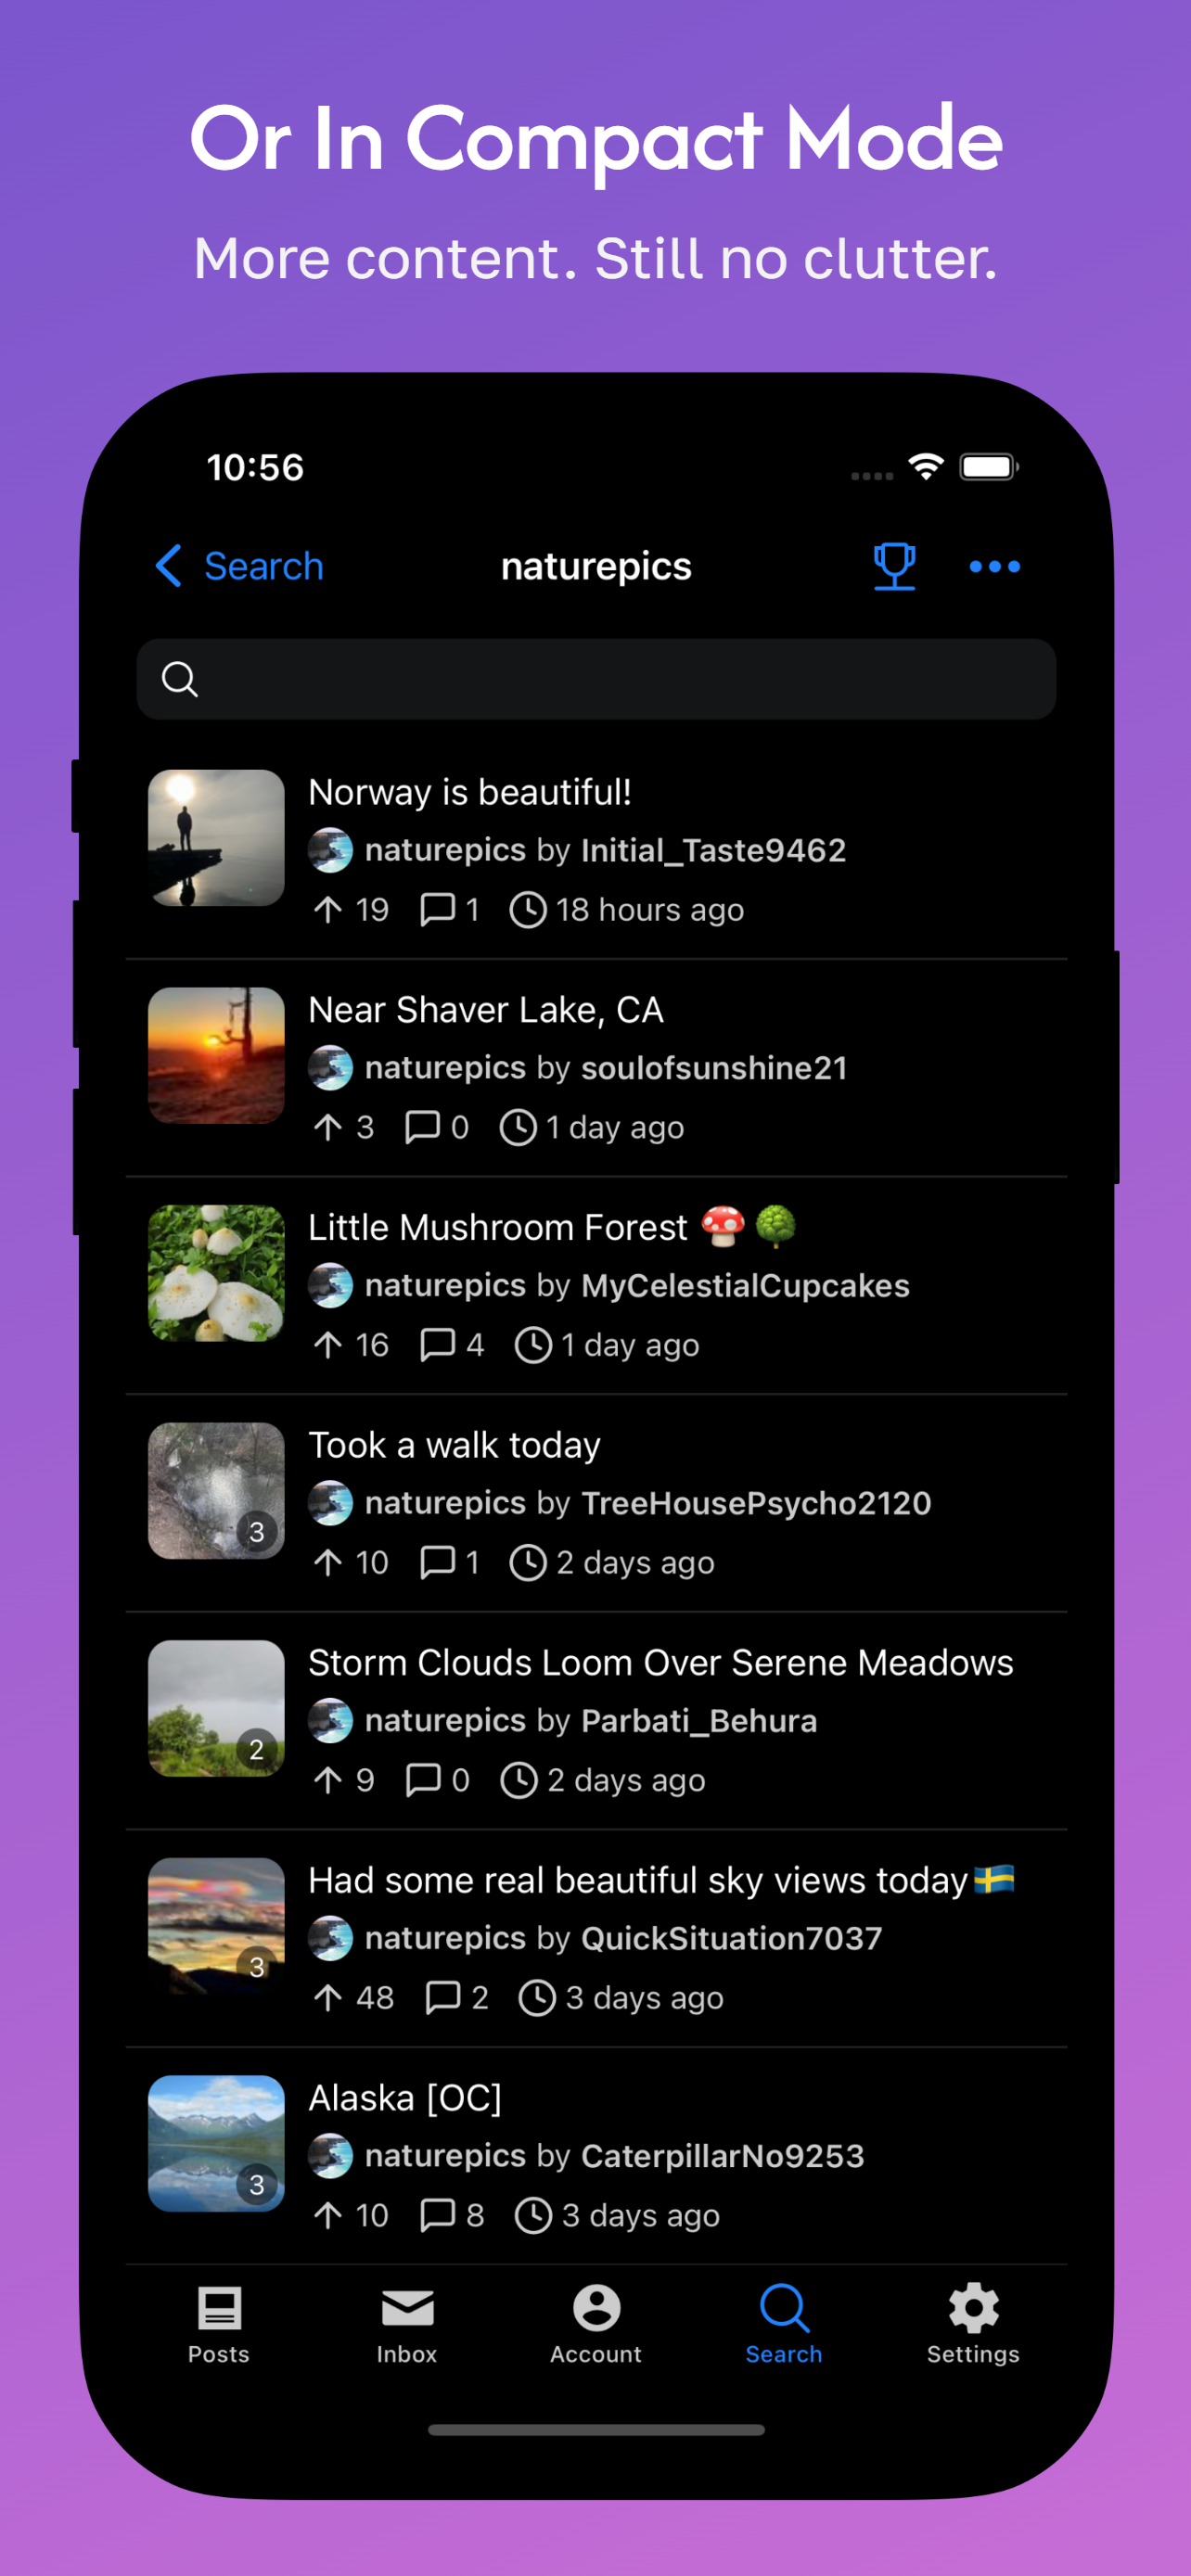 Or In Compact Mode
More content. Still no clutter.
10:56
Search naturepics
Norway is beautiful!
naturepics by Initial_Taste9462
19 1 18 hours ago
Near Shaver Lake, CA
naturepics by soulofsunshine21
3 0 1 day ago
Little Mushroom Forest 🍄🌳
naturepics by MyCelestialCupcakes
16 4 1 day ago
Took a walk today
3
naturepics by TreeHousePsycho2120
10 1 2 days ago
Storm Clouds Loom Over Serene Meadows
2
naturepics by Parbati_Behura
9 0 2 days ago
Had some real beautiful sky views today🇸🇪
3
naturepics by QuickSituation7037
48 2 3 days ago
Alaska [OC]
3
naturepics by CaterpillarNo9253
10 8 3 days ago
Posts Inbox Account Search Settings